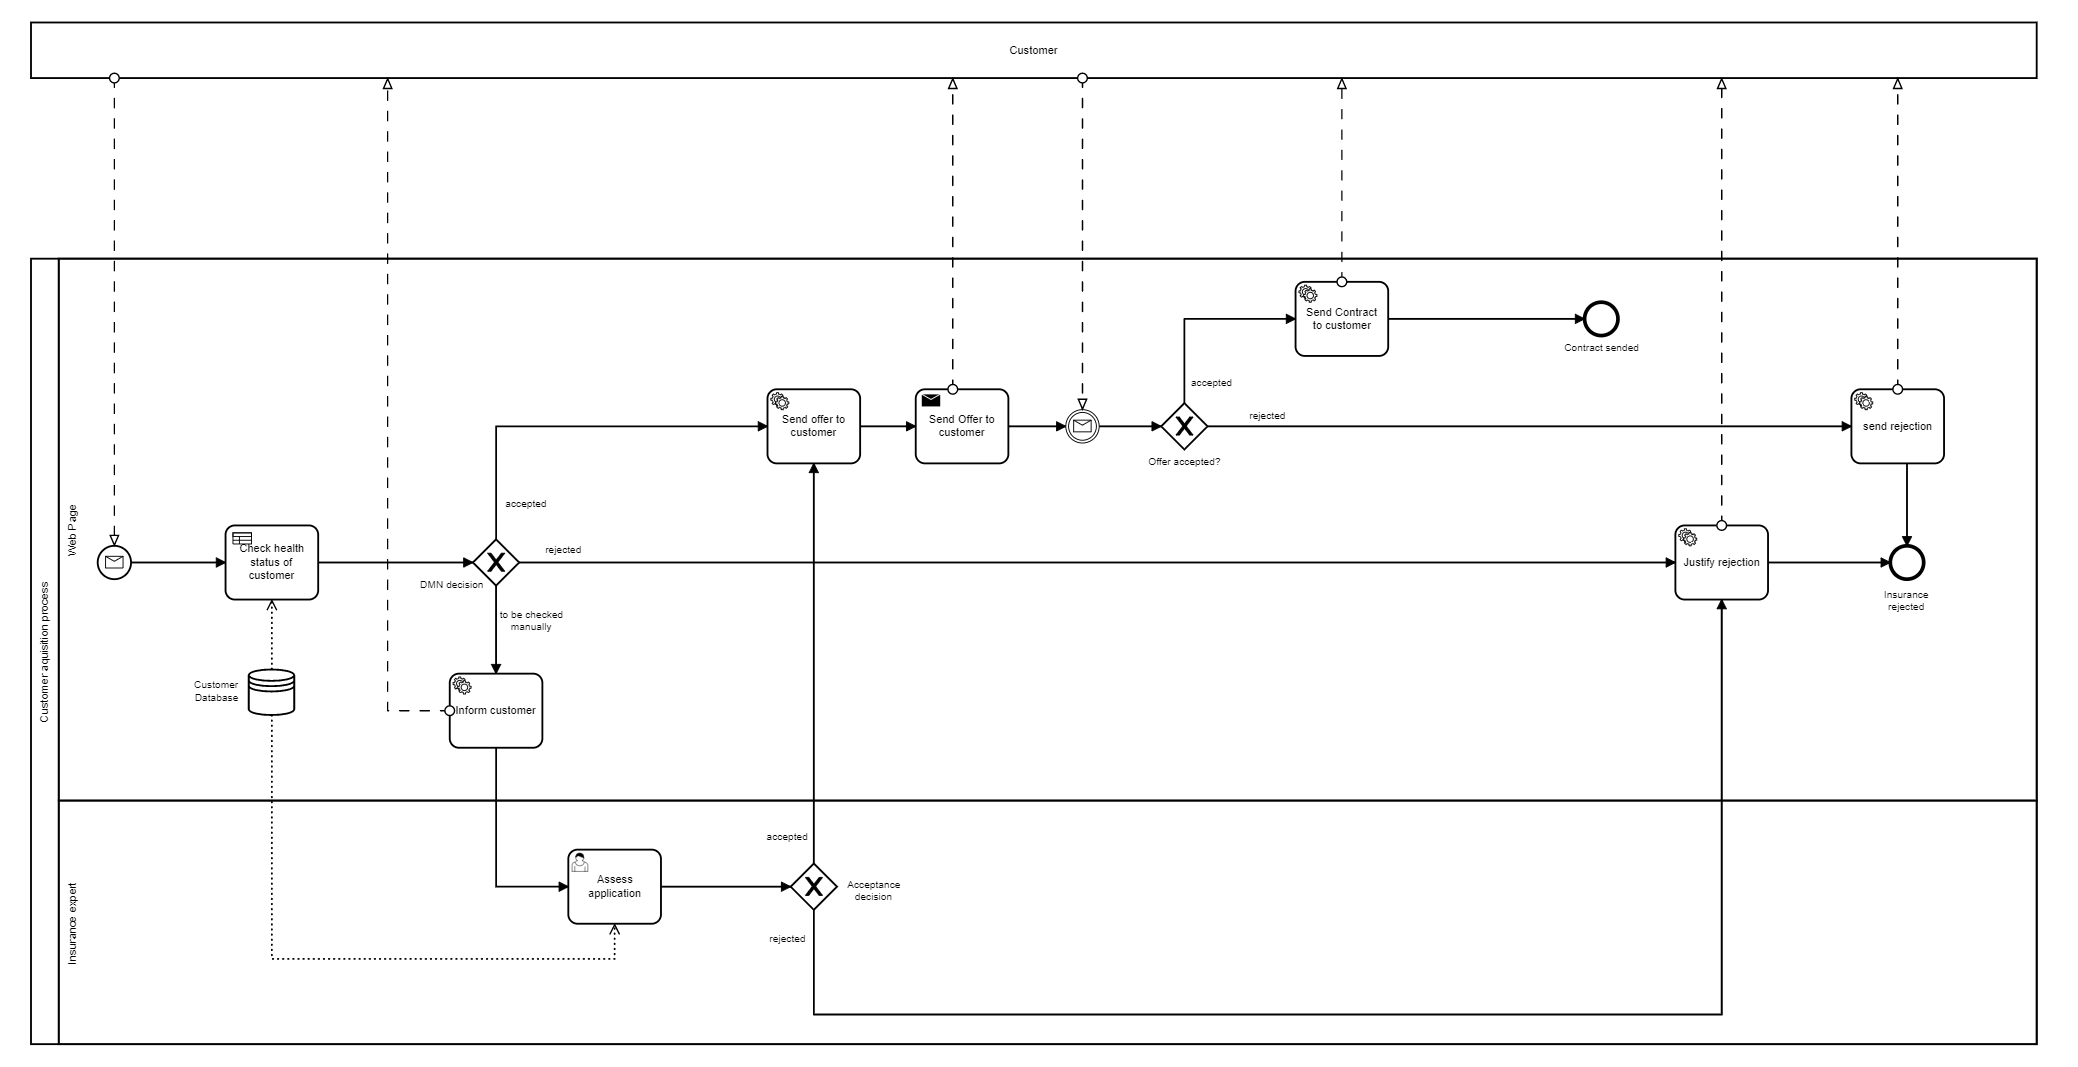 Customer
Customer aquisition process
Web Page
Insurance expert
Send Contract
to customer
Contract sended
accepted
rejected
Send offer to
customer
Send Offer to
customer
Offer accepted?
send rejection
accepted
rejected
Check health
status of
customer
DMN decision
Justify rejection
Insurance
rejected
to be checked
manually
Customer
Database
Inform customer
accepted
Assess
application
Acceptance
decision
rejected